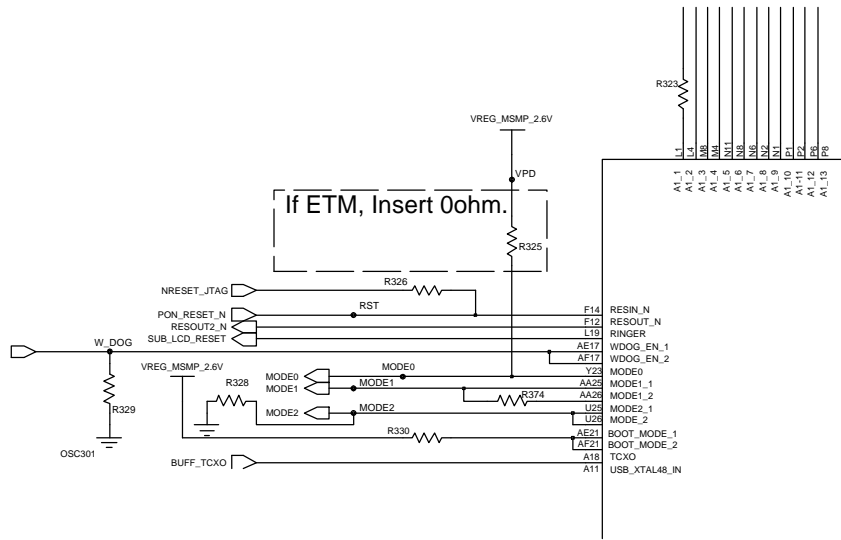 R323
VREG_MSMP_2.6V
L1
L4
M8
M4
N11
N8
N6
N2
N1
P1
P2
P6
P8
A1_1
A1_2
A1_3
A1_4
A1_5
A1_6
A1_7
A1_8
A1_9
A1_10
A1-11
A1_12
A1_13
VPD
If ETM, Insert 0ohm.
R325
R326
NRESET_JTAG
PON_RESET_N
RST
F14
RESIN_N
RESOUT2_N
F12
RESOUT_N
SUB_LCD_RESET
L19
RINGER
W_DOG
AE17
WDOG_EN_1
AF17
WDOG_EN_2
VREG_MSMP_2.6V
MODE0
MODE0
Y23
MODE0
R328
MODE1
MODE1
AA25
MODE1_1
R374
AA26
MODE1_2
R329
MODE2
MODE2
U25
MODE2_1
U26
MODE_2
R330
AE21
BOOT_MODE_1
AF21
BOOT_MODE_2
OSC301
BUFF_TCXO
A18
TCXO
A11
USB_XTAL48_IN